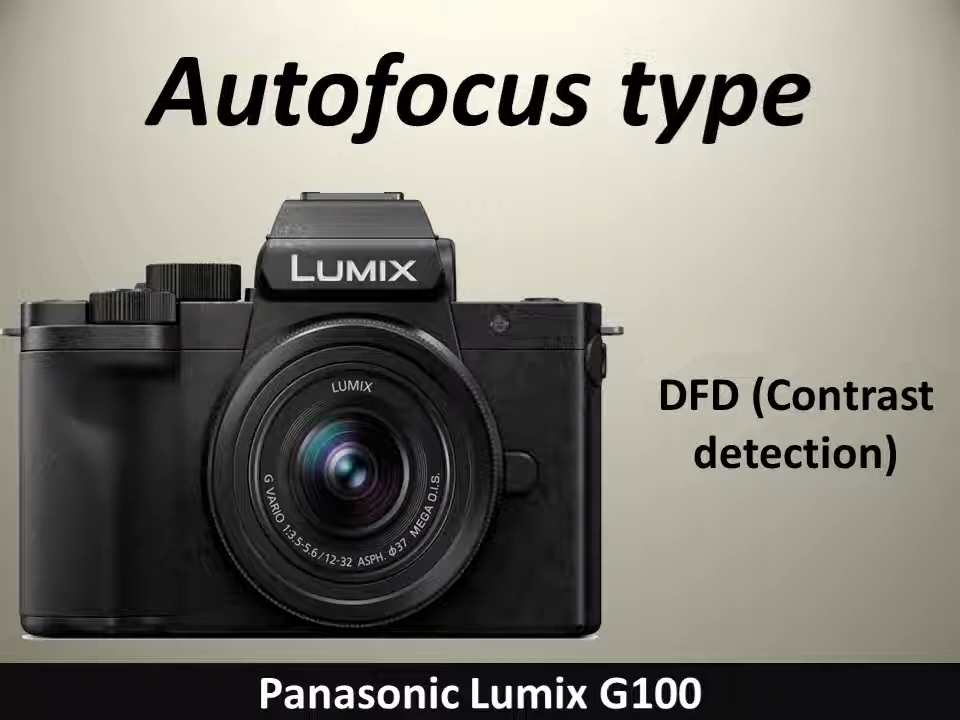 Autofocus type
LUMIX
LUMIX
G VARIO 1:3.5-5.6/12-32 ASPH. ϕ37 MEGA O.I.S.
DFD (Contrast
detection)
Panasonic Lumix G100